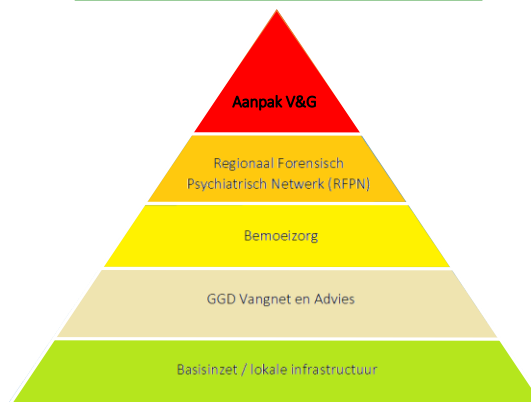 Aanpak V&G
Regionaal Forensisch
Psychiatrisch Netwerk (RFPN)
Bemoeizorg
GGD Vangnet en Advies
Basisinzet / lokale infrastructuur